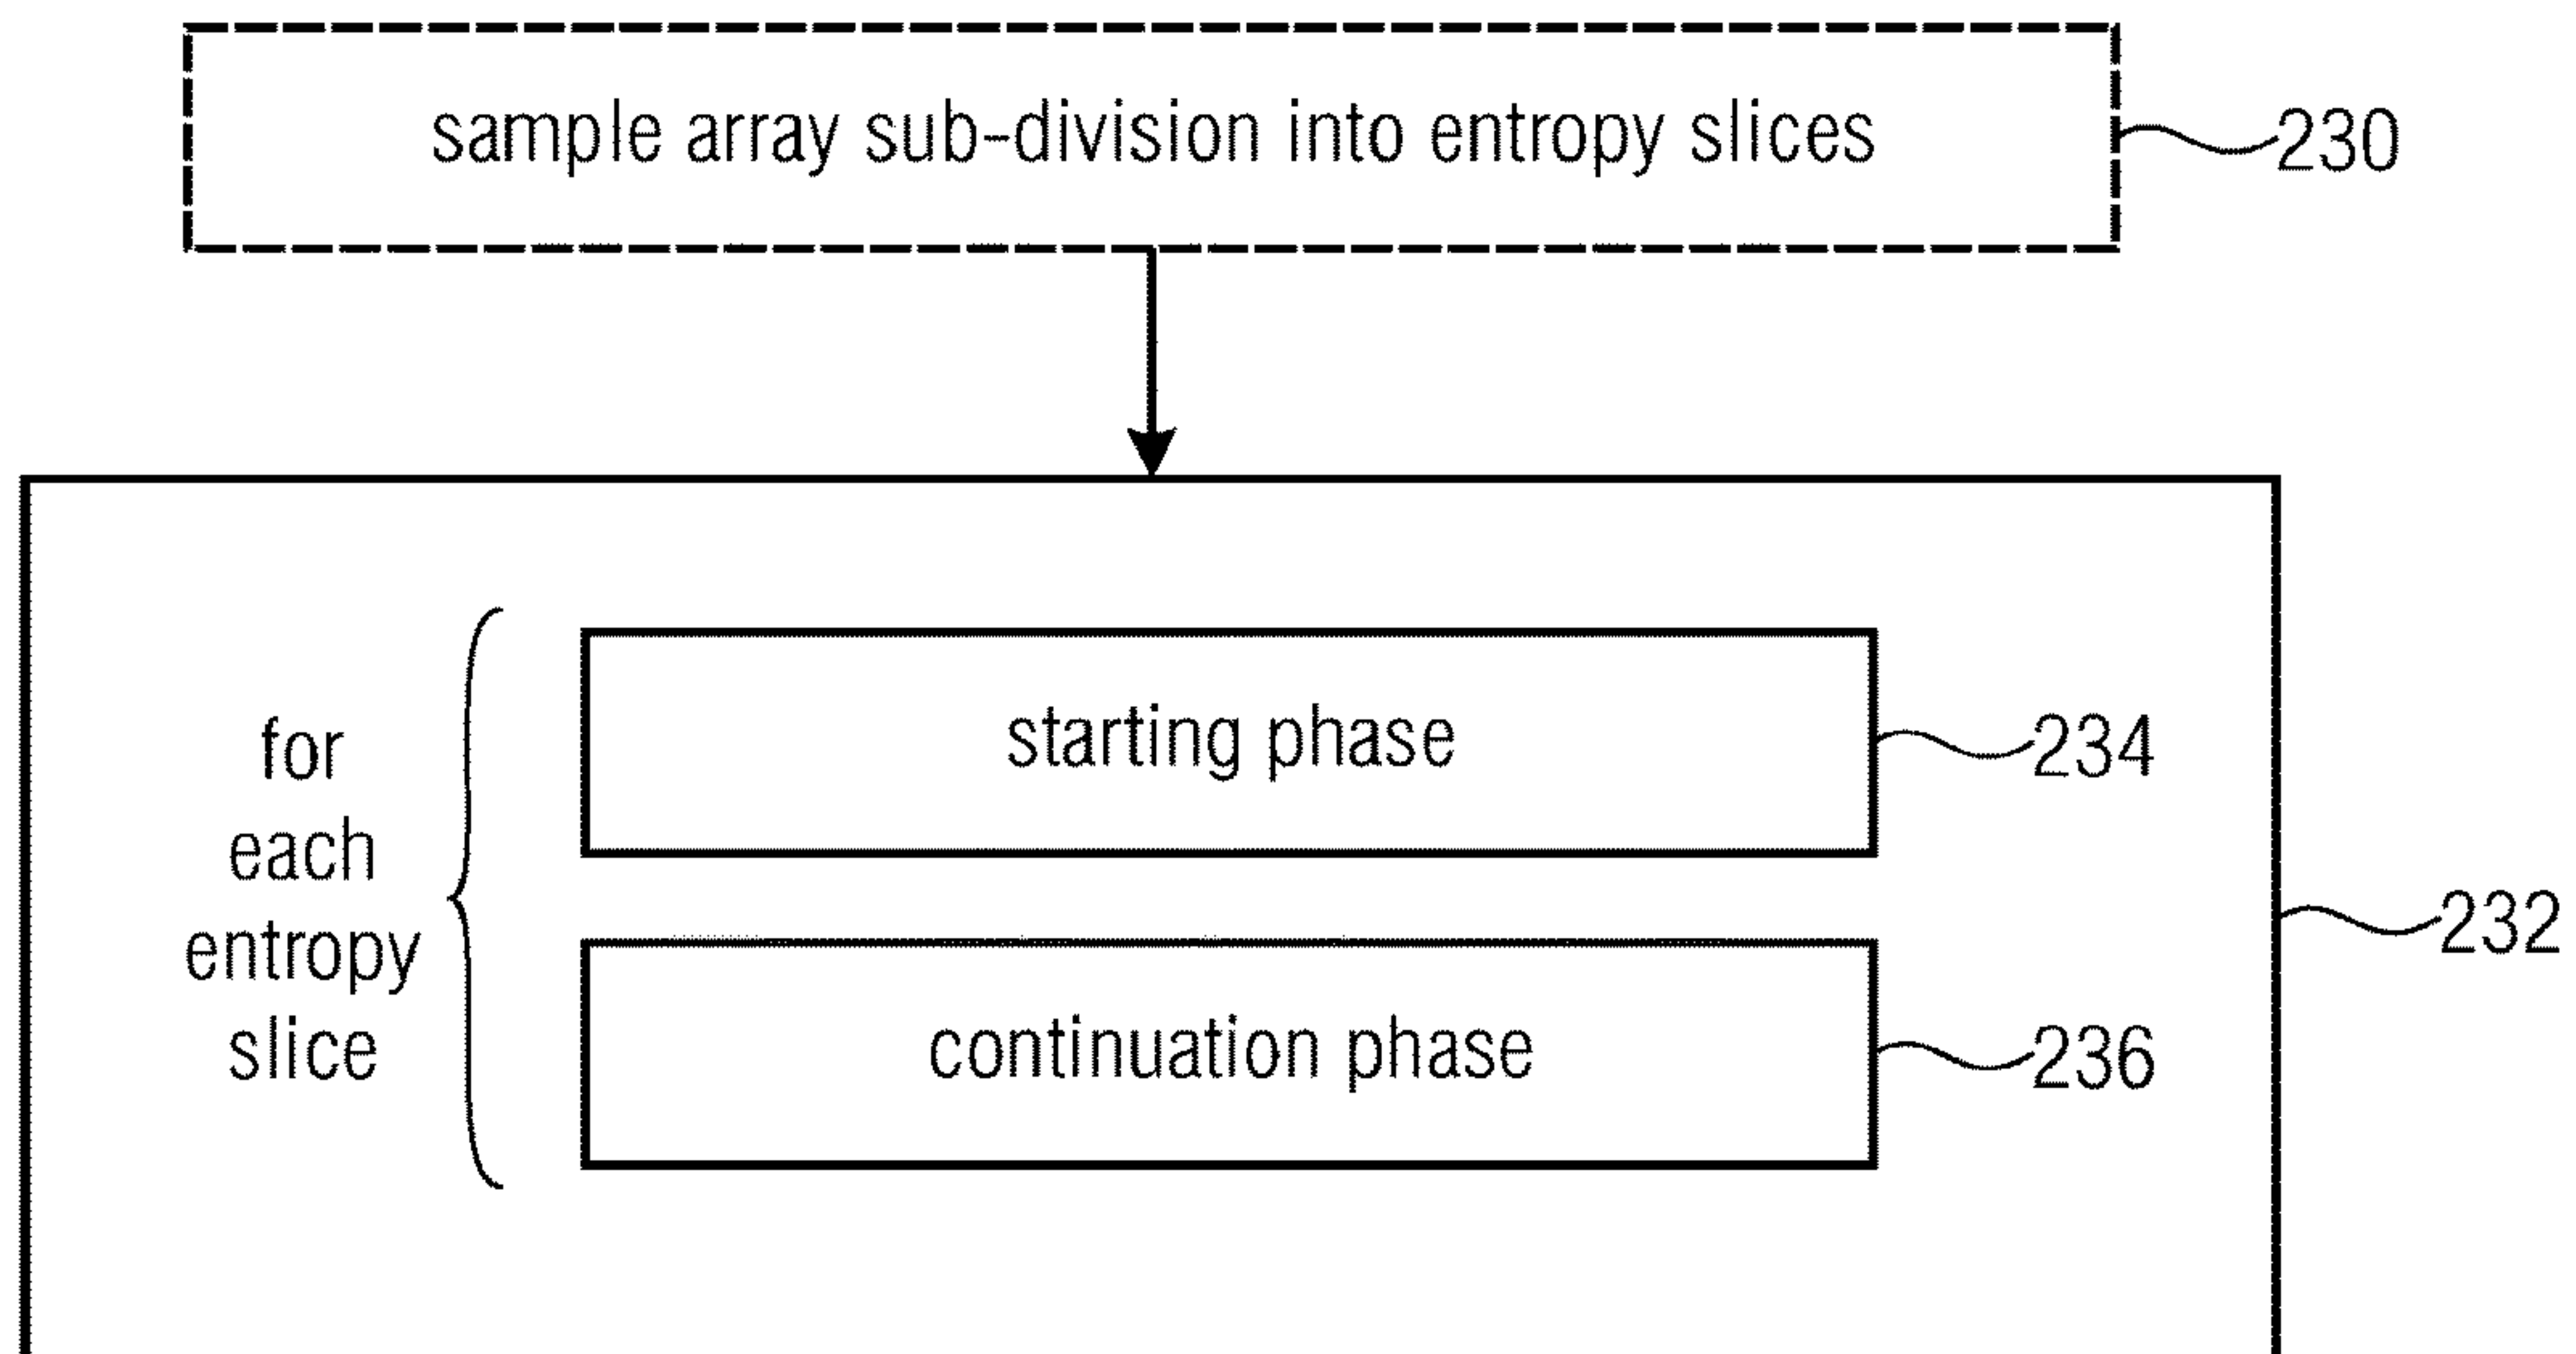 sample array sub-division into entropy slices
230
for
each
entropy
slice
starting phase
234
continuation phase
236
232